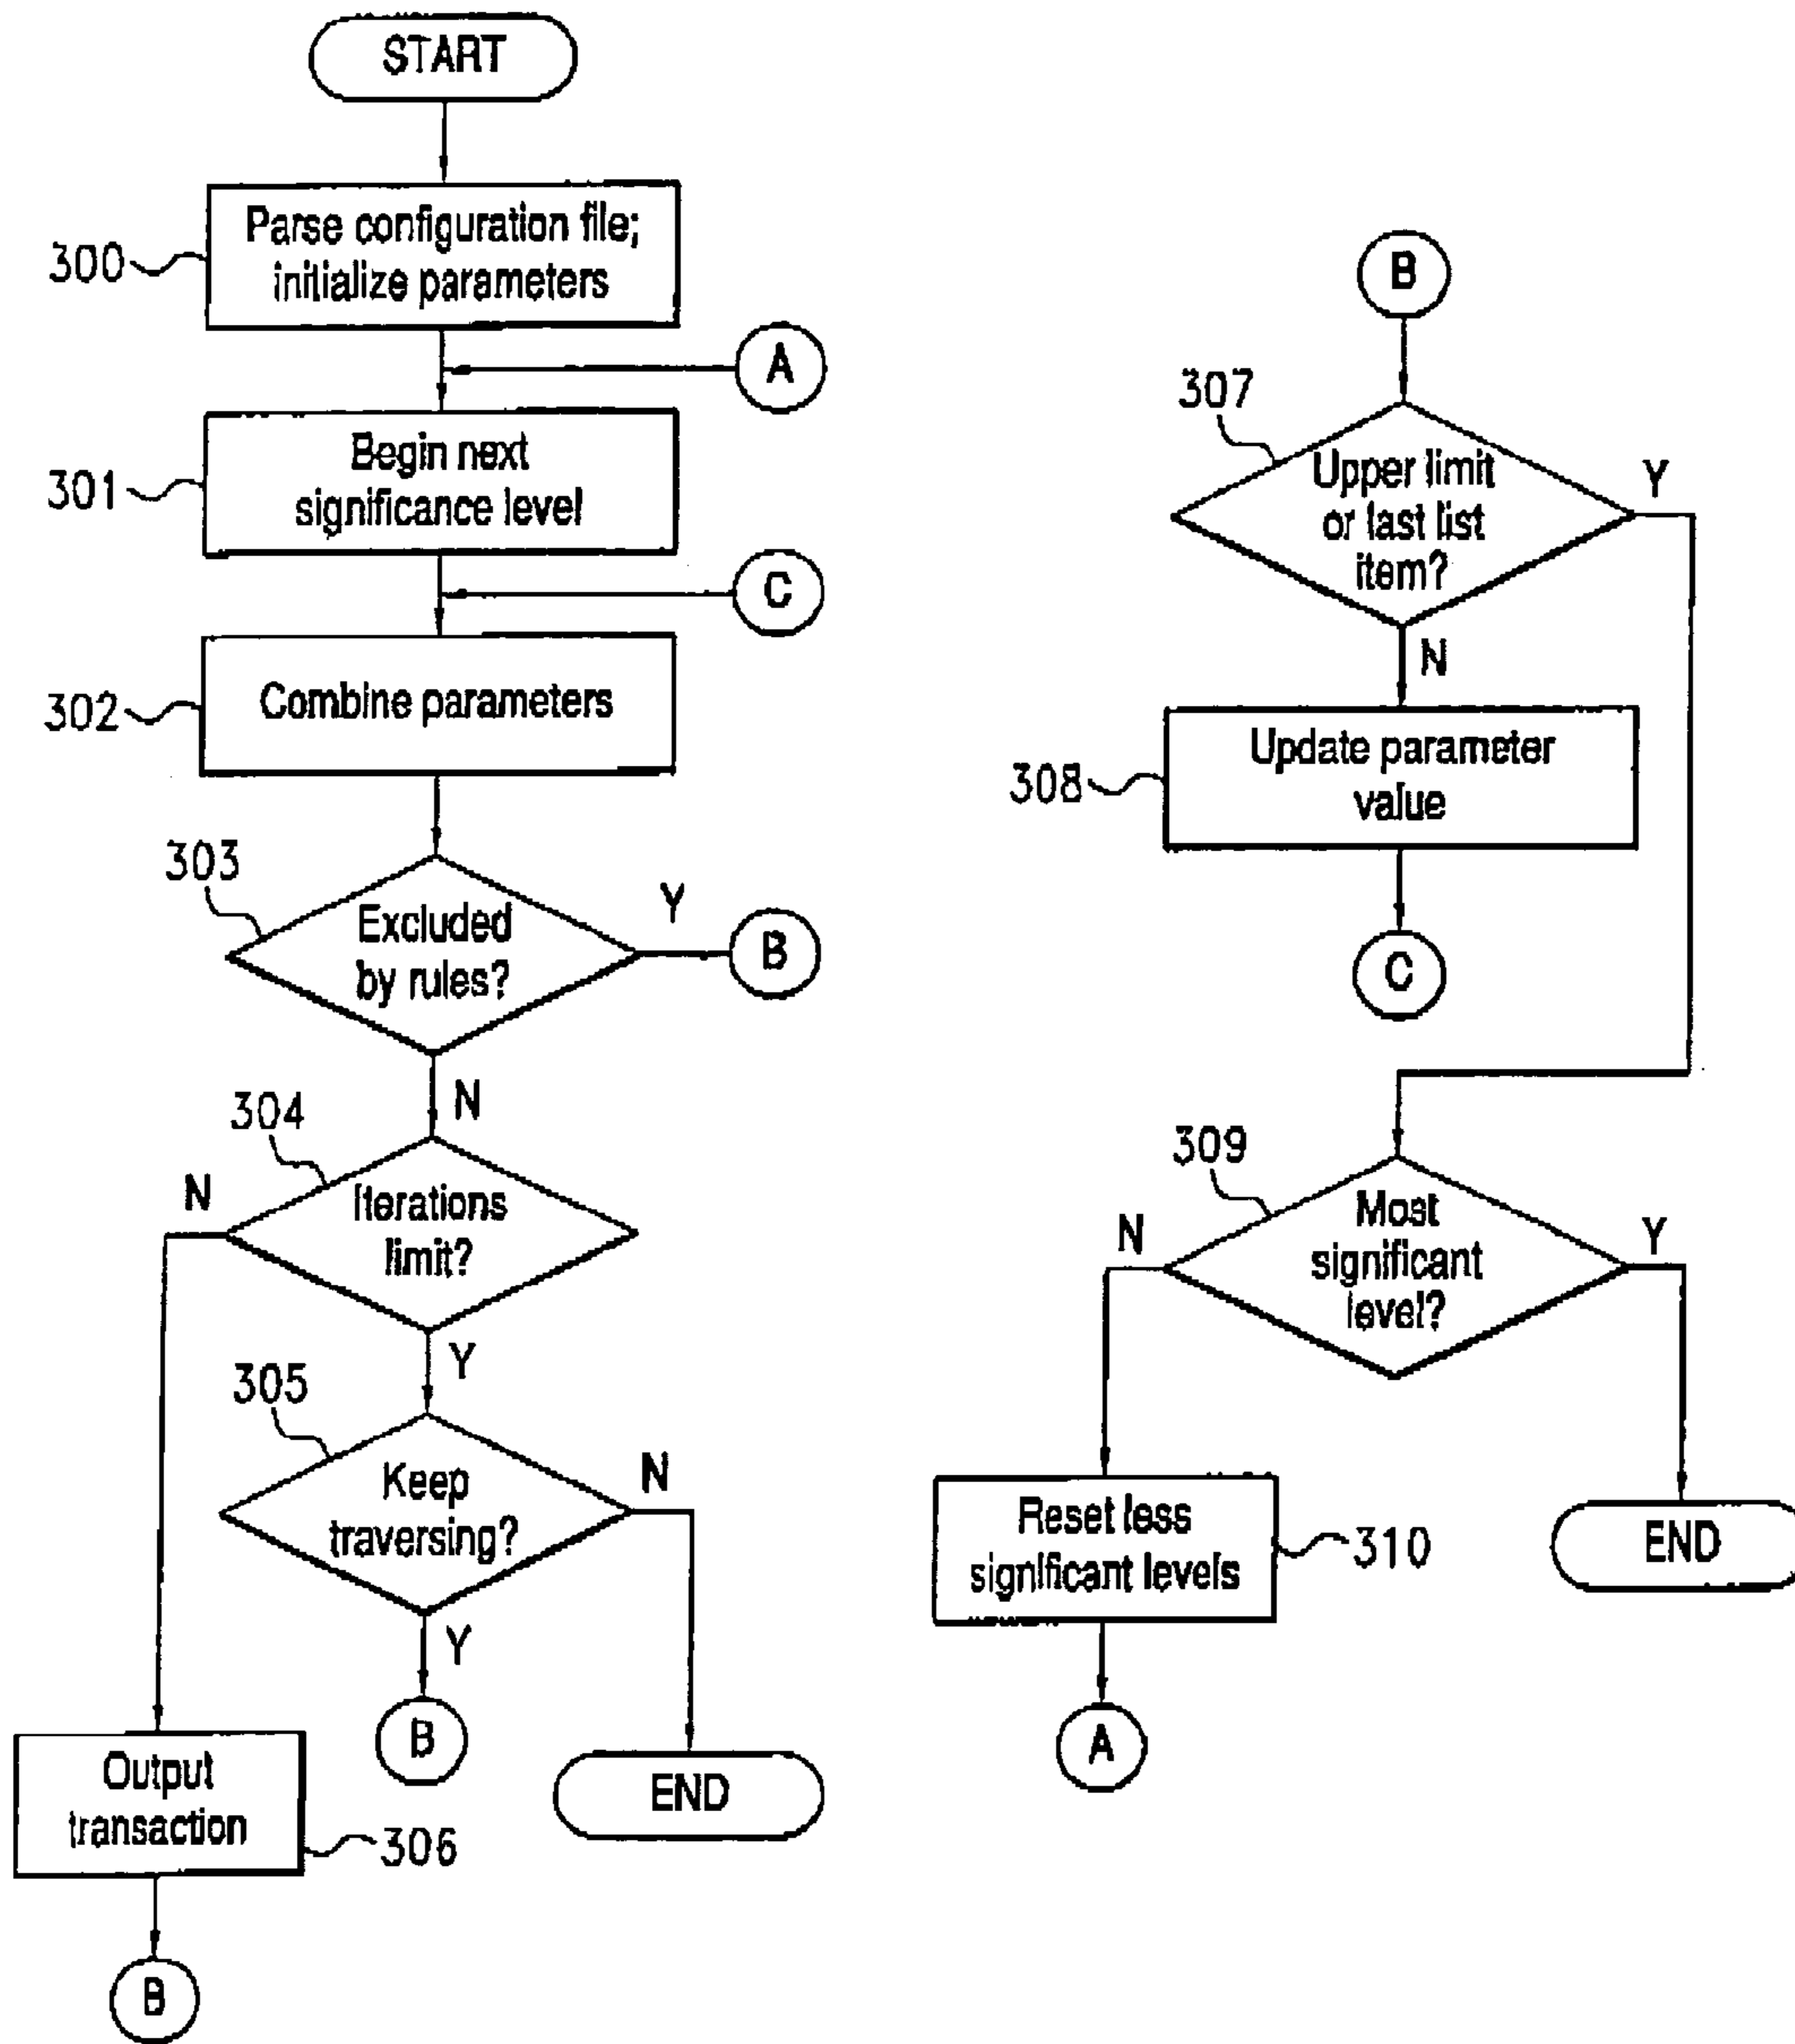 START
300
Parse configuration file;
initialize parameters
A
301
Begin next
significance level
C
302
Combine parameters
303
Excluded
by rules?
Y
B
N
304
Iterations
limit?
N
Y
305
Keep
traversing?
N
Y
B
END
Output
transaction
306
B
B
307
Upper limit
or last list
item?
Y
N
308
Update parameter
value
C
309
Most
significant
level?
N
Y
Reset less
significant levels
310
END
A